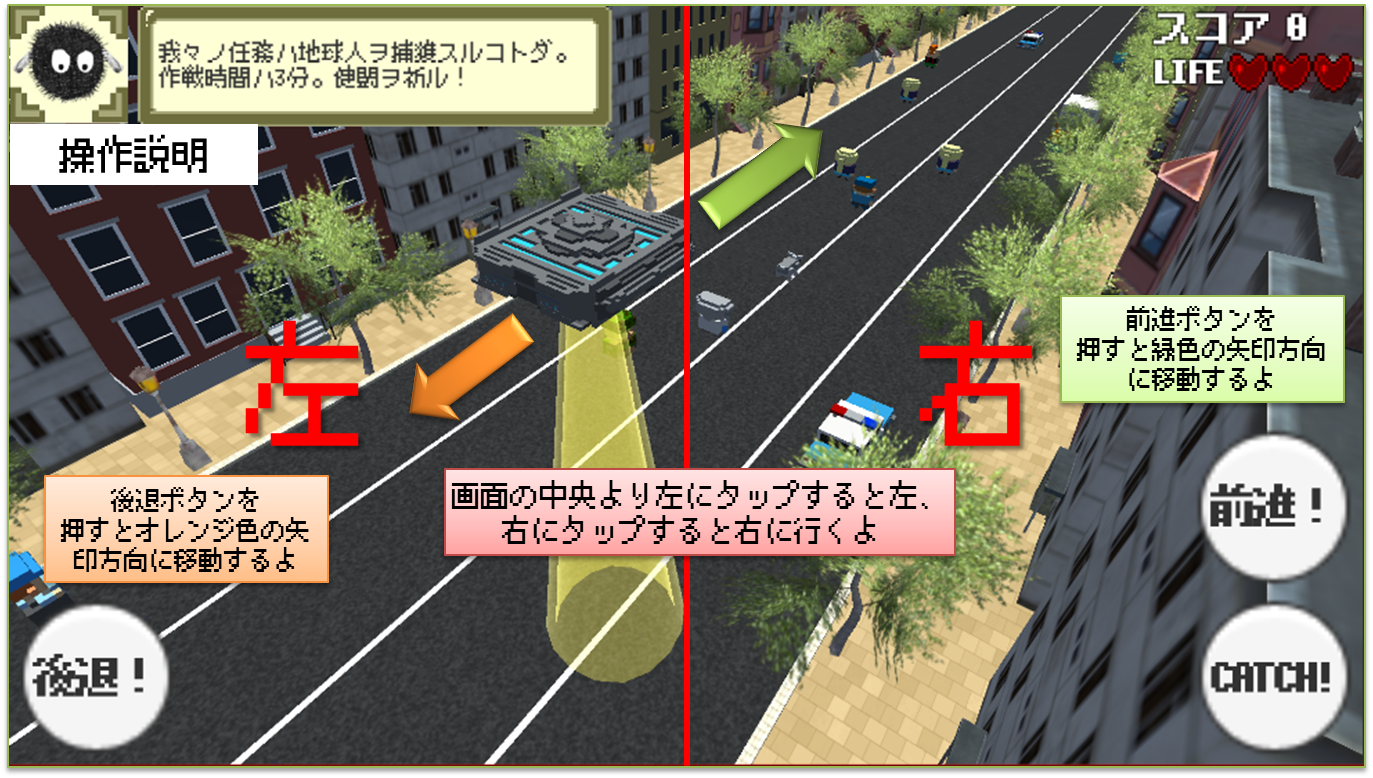 我々ノ任務ハ地球人ヲ捕獲スルコトダ。
作戦時間ハ3分。健闘ヲ祈ル！
スコア 0
LIFE
操作説明
左
右
前進ボタンを
押すと緑色の矢印方向
に移動するよ
後退ボタンを
押すとオレンジ色の矢
印方向に移動するよ
画面の中央より左にタップすると左、
右にタップすると右に行くよ
前進！
後退！
CATCH!